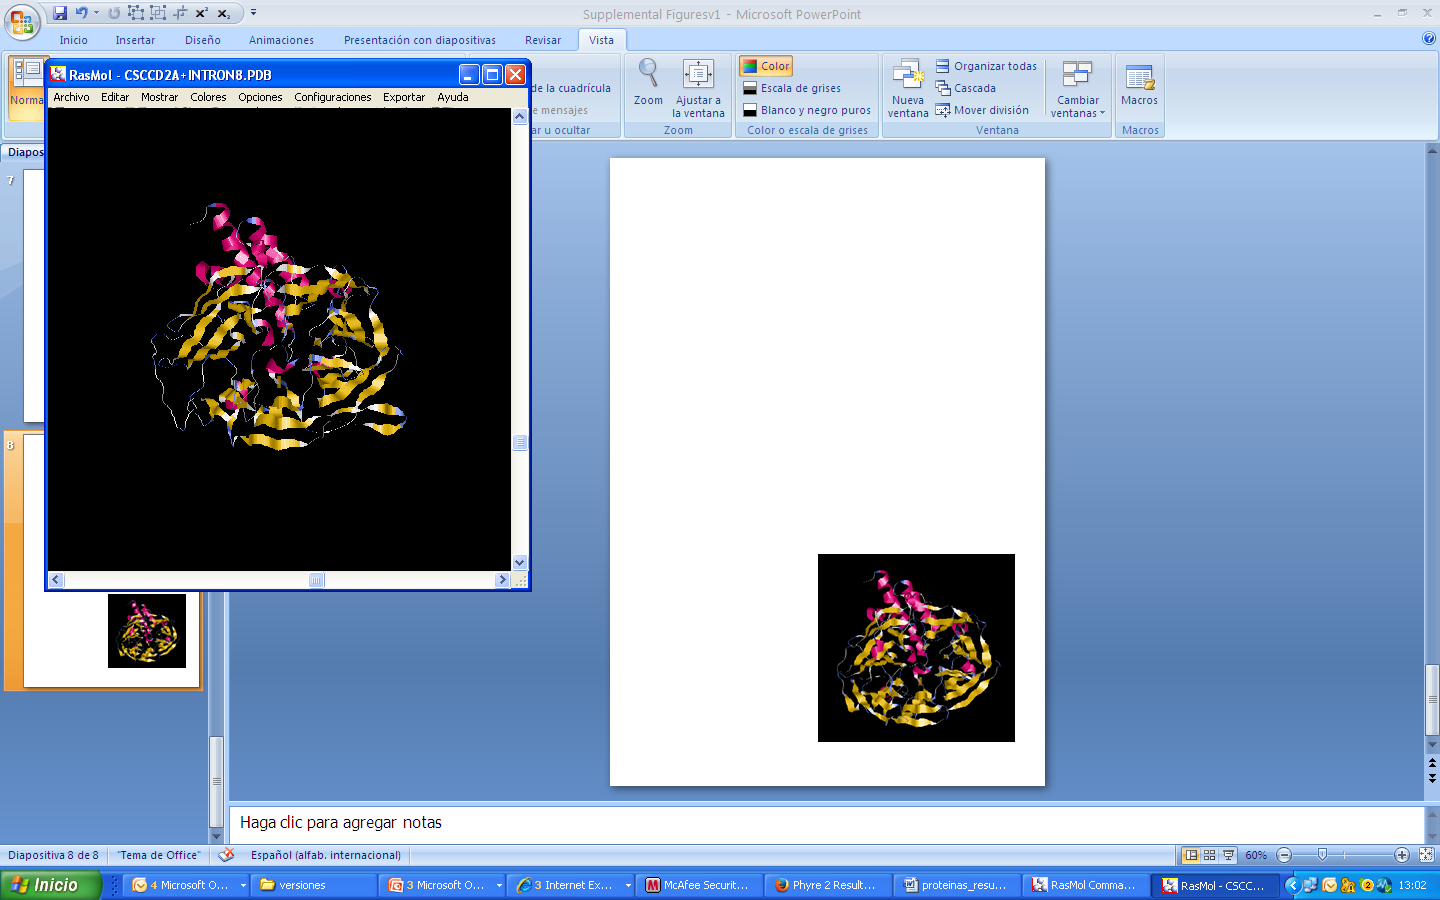 Supplemental Figuresv1 - Microsoft PowerPoint
Inicio Insertar Diseño Animaciones Presentación con diapositivas Revisar Vista
RasMol - CSCCD2A+INTRON8.PDB
Archivo Editar Mostrar Colores Opciones Configuraciones Exportar Ayuda
Norma
de la cuadrícula
e de mensajes
ar u ocultar
Zoom
Ajustar a
la ventana
Zoom
Color
Escala de grises
Blanco y negro puros
Color o escala de grises
Nueva
ventana
Organizar todas
Cascada
Mover división
Cambiar
ventanas
Ventana
Macros
Macros
Diapos
7
8
Haga clic para agregar notas
Diapositiva 8 de 8 "Tema de Office" Español (alfab. internacional) 60%
Inicio 4 Microsoft O... versiones 3 Microsoft O... 3 Internet Ex... McAfee Securit... Phyre 2 Result... proteinas_resu... RasMol Comma... RasMol - CSCC... 13:02